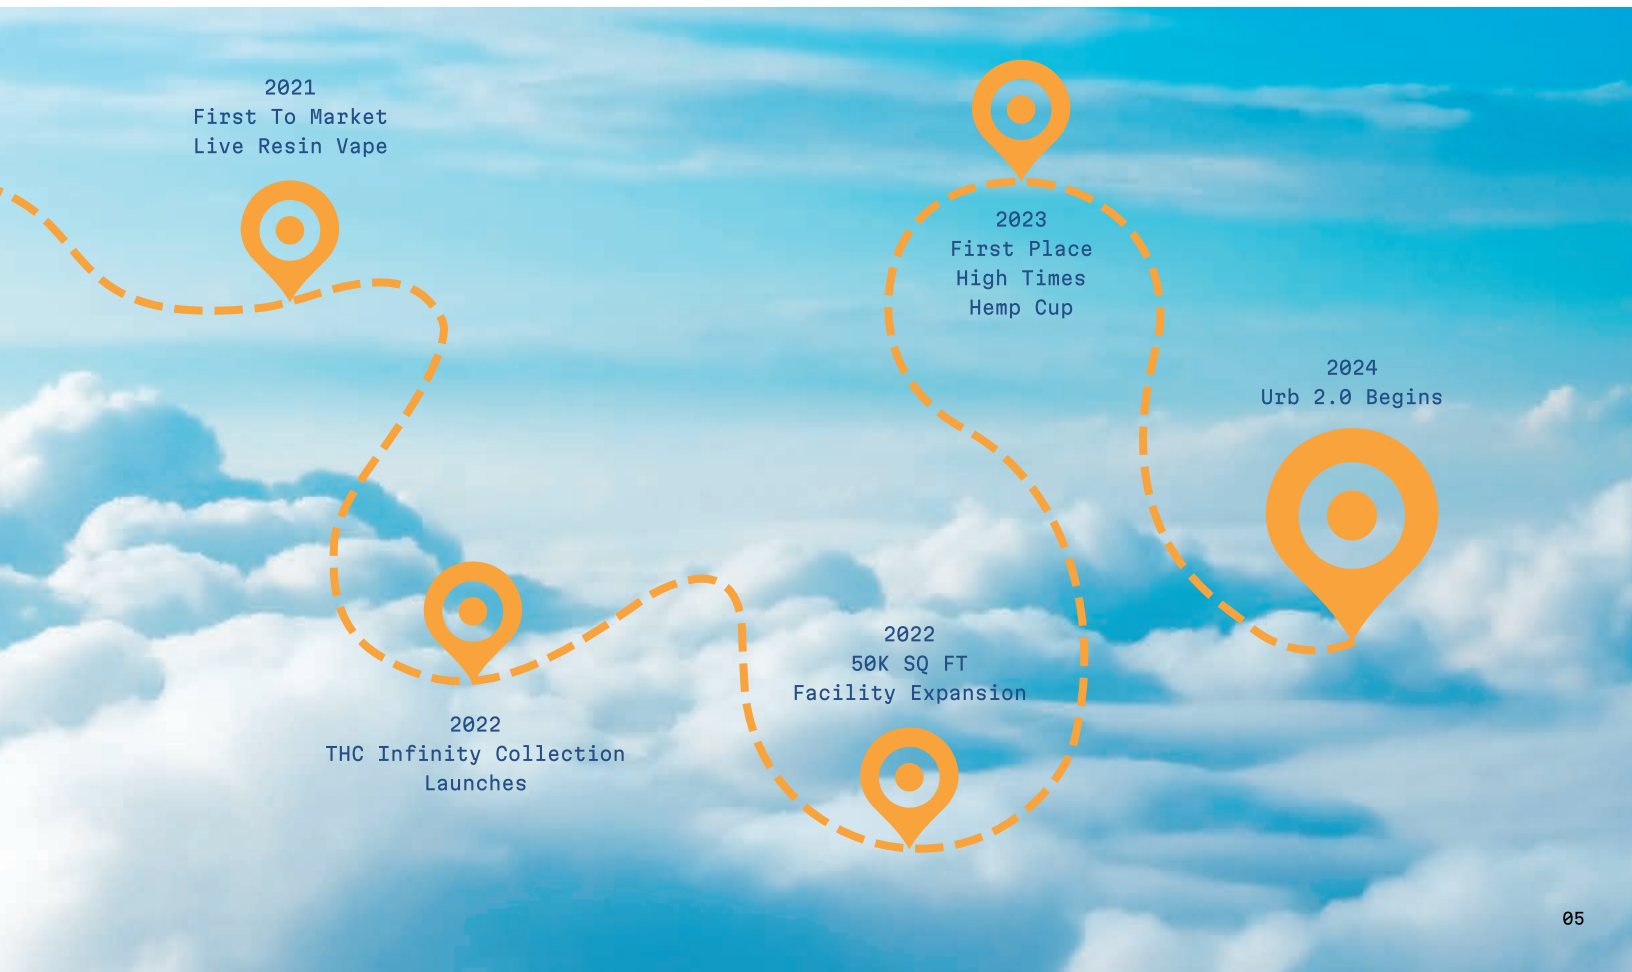 2021
First To Market
Live Resin Vape
2022
THC Infinity Collection
Launches
2022
50K SQ FT
Facility Expansion
2023
First Place
High Times
Hemp Cup
2024
Urb 2.0 Begins
05